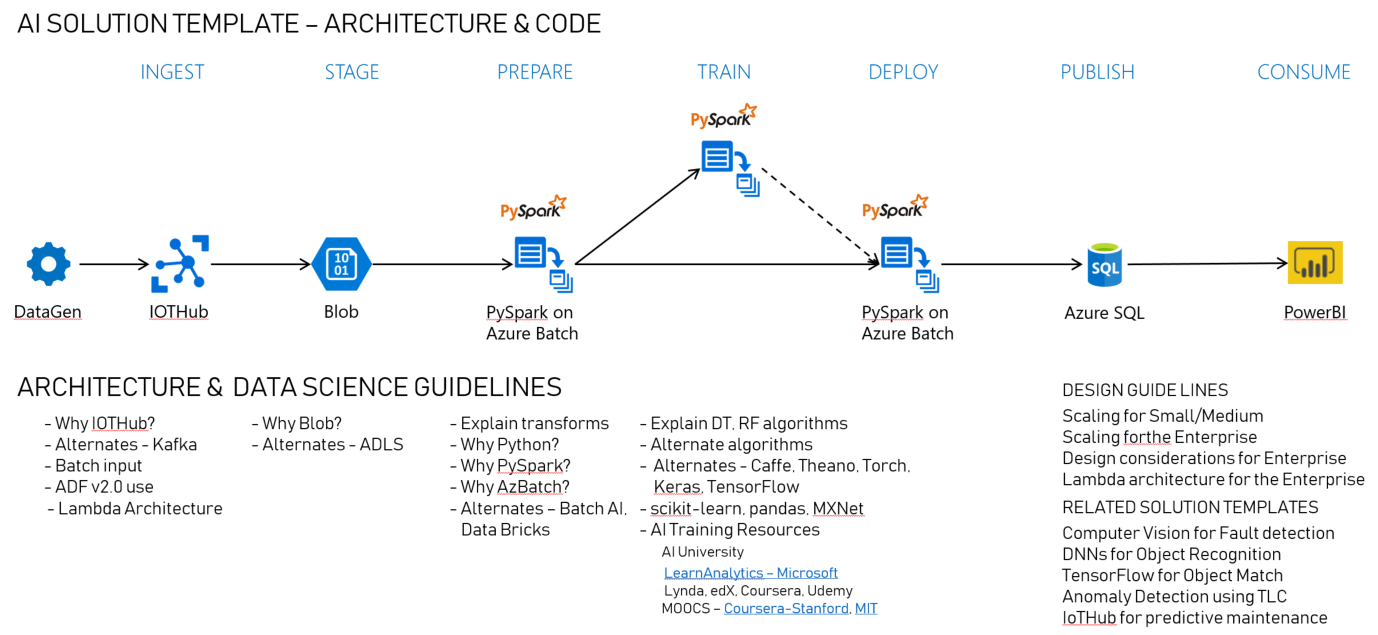 AI SOLUTION TEMPLATE – ARCHITECTURE & CODE
INGEST
STAGE
PREPARE
TRAIN
DEPLOY
PUBLISH
CONSUME
PySpark
PySpark
PySpark
10
01
SQL
DataGen
IOTHub
Blob
PySpark on
Azure Batch
PySpark on
Azure Batch
Azure SQL
PowerBI
ARCHITECTURE & DATA SCIENCE GUIDELINES
- Why IOTHub?
- Alternates - Kafka
- Batch input
- ADF v2.0 use
- Lambda Architecture
- Why Blob?
- Alternates - ADLS
- Explain transforms
- Why Python?
- Why PySpark?
- Why AzBatch?
- Alternates – Batch AI,
Data Bricks
- Explain DT, RF algorithms
- Alternate algorithms
- Alternates - Caffe, Theano, Torch,
Keras, TensorFlow
- scikit-learn, pandas, MXNet
- AI Training Resources
AI University
LearnAnalytics – Microsoft
Lynda, edX, Coursera, Udemy
MOOCS – Coursera-Stanford, MIT
DESIGN GUIDE LINES
Scaling for Small/Medium
Scaling forthe Enterprise
Design considerations for Enterprise
Lambda architecture for the Enterprise
RELATED SOLUTION TEMPLATES
Computer Vision for Fault detection
DNNs for Object Recognition
TensorFlow for Object Match
Anomaly Detection using TLC
IoTHub for predictive maintenance